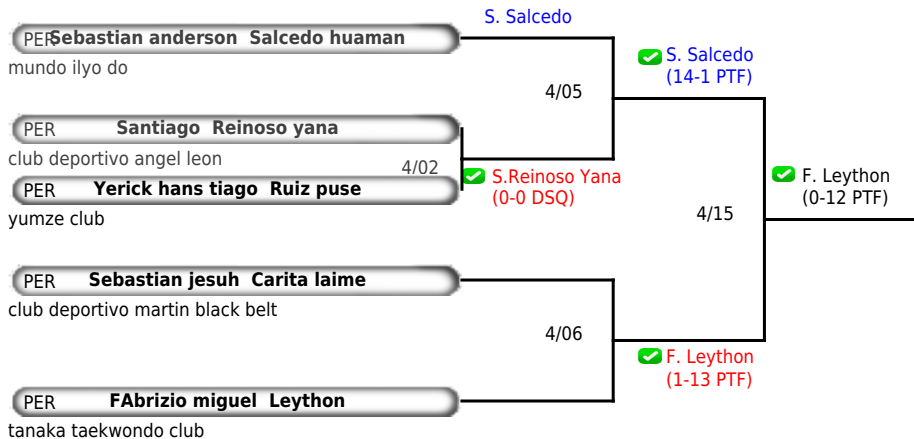 S. Salcedo
PER Sebastian anderson Salcedo huaman
mundo ilyo do
S. Salcedo
(14-1 PTF)
4/05
PER Santiago Reinoso yana
club deportivo angel leon
4/02
S.Reinoso Yana
(0-0 DSQ)
PER Yerick hans tiago Ruiz puse
yumze club
F. Leython
(0-12 PTF)
4/15
PER Sebastian jesuh Carita laime
club deportivo martin black belt
4/06
F. Leython
(1-13 PTF)
PER FAbrizio miguel Leython
tanaka taekwondo club